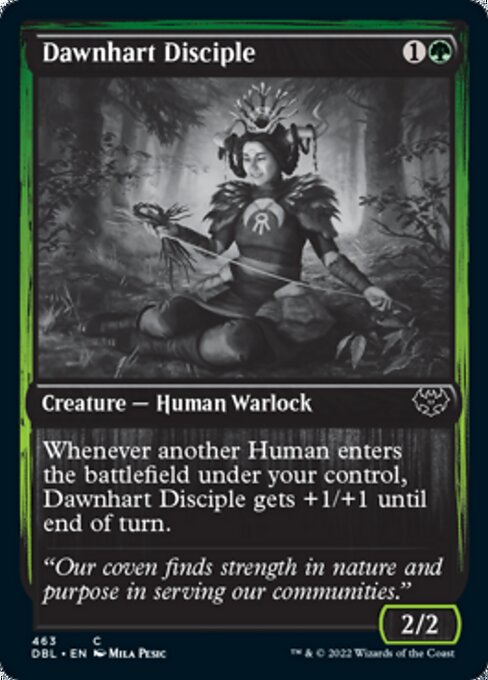 Dawnhart Disciple 1
Creature — Human Warlock
Whenever another Human enters
the battlefield under your control,
Dawnhart Disciple gets +1/+1 until
end of turn.
“Our coven finds strength in nature and
purpose in serving our communities.”
2/2
463 C
DBL • EN Mila Pesic
™ & © 2022 Wizards of the Coast